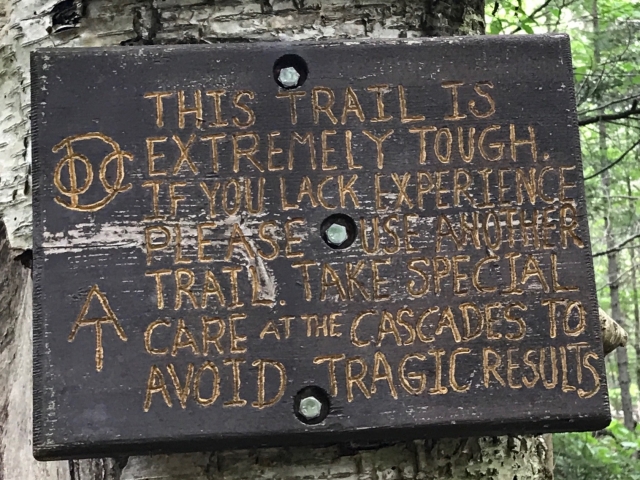 THIS TRAIL IS
EXTREMELY TOUGH.
IF YOU LACK EXPERIENCE
PLEASE USE ANOTHER
TRAIL. TAKE SPECIAL
CARE AT THE CASCADES TO
AVOID TRAGIC RESULTS